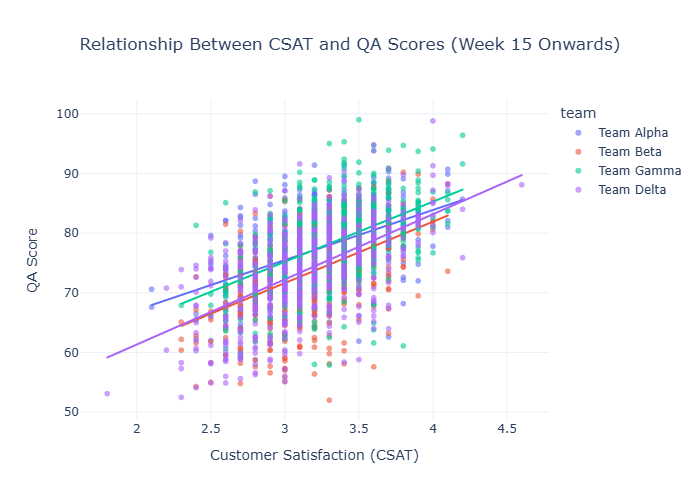 Relationship Between CSAT and QA Scores (Week 15 Onwards)
team
Team Alpha
Team Beta
Team Gamma
Team Delta
QA Score
100
90
80
70
60
50
2
2.5
3
3.5
4
4.5
Customer Satisfaction (CSAT)